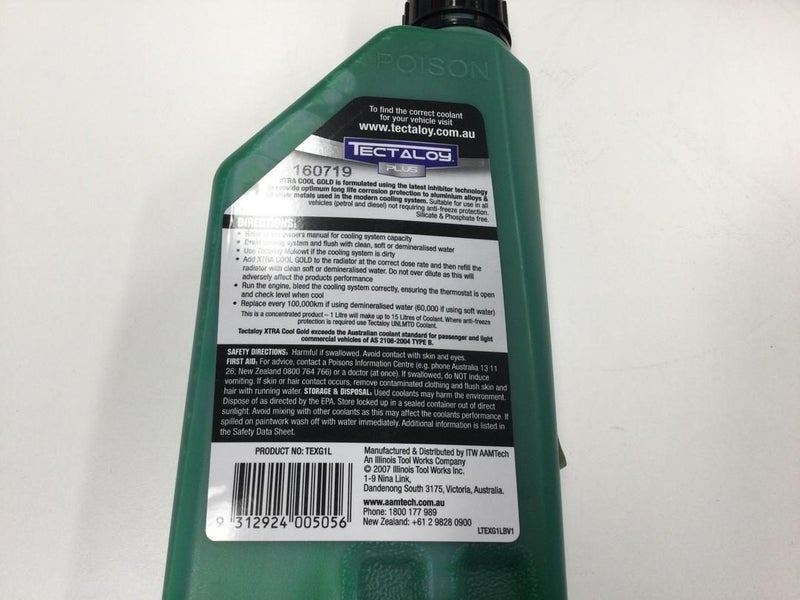 POISON
To find the correct coolant
for your vehicle visit
www.tectaloy.com.au
TECTALOY
PLUS
160719
XTRA COOL GOLD is formulated using the latest inhibitor technology
to provide optimum long life corrosion protection to aluminium alloys &
all other metals used in the modern cooling system. Suitable for use in all
vehicles (petrol and diesel) not requiring anti-freeze protection.
Silicate & Phosphate free.
DIRECTIONS:
• owners manual for cooling system capacity
• Drain cooling system and flush with clean, soft or demineralised water
• Use Tectaloy Mukowt if the cooling system is dirty
• Add XTRA COOL GOLD to the radiator at the correct dose rate and then refill the
radiator with clean soft or demineralised water. Do not over dilute as this will
adversely affect the products performance
• Run the engine, bleed the cooling system correctly, ensuring the thermostat is open
and check level when cool
• Replace every 100,000km if using demineralised water (60,000 if using soft water)
This is a concentrated product – 1 Litre will make up to 15 Litres of Coolant. Where anti-freeze
protection is required use Tectaloy UNLMTD Coolant.
Tectaloy XTRA Cool Gold exceeds the Australian coolant standard for passenger and light
commercial vehicles of AS 2108-2004 TYPE B.
SAFETY DIRECTIONS: Harmful if swallowed. Avoid contact with skin and eyes.
FIRST AID: For advice, contact a Poisons Information Centre (e.g. phone Australia 13 11
26; New Zealand 0800 764 766) or a doctor (at once). If swallowed, do NOT induce
vomiting. If skin or hair contact occurs, remove contaminated clothing and flush skin and
hair with running water. STORAGE & DISPOSAL: Used coolants may harm the environment.
Dispose of as directed by the EPA. Store locked up in a sealed container out of direct
sunlight. Avoid mixing with other coolants as this may affect the coolants performance. If
spilled on paintwork wash off with water immediately. Additional information is listed in
the Safety Data Sheet.
PRODUCT NO: TEXG1L
9 312924 005056
Manufactured & Distributed by ITW AAMTech
An Illinois Tool Works Company
© 2007 Illinois Tool Works Inc.
1-9 Nina Link,
Dandenong South 3175, Victoria, Australia.
www.aamtech.com.au
Phone: 1800 177 989
New Zealand: +61 2 9828 0900
LTEXG1LBV1